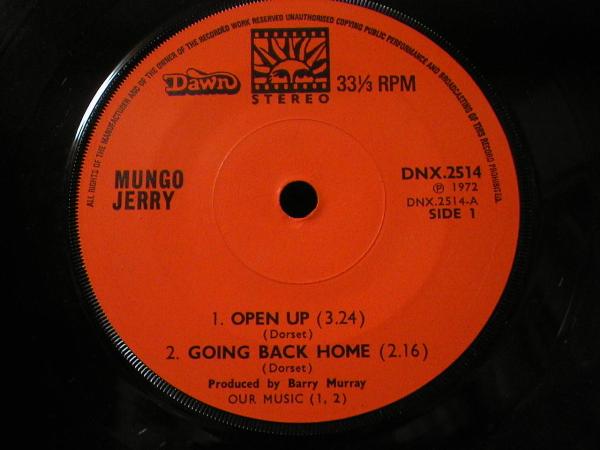 ALL RIGHTS OF THE MANUFACTURER AND OF THE OWNER OF THE RECORDED WORK RESERVED UNAUTHORISED COPYING PUBLIC PERFORMANCE AND BROADCASTING OF THIS RECORD PROHIBITED.
Dawn
STEREO
33⅓ RPM
MUNGO
JERRY
DNX.2514
Ⓟ 1972
DNX.2514-A
SIDE 1
1. OPEN UP (3.24)
(Dorset)
2. GOING BACK HOME (2.16)
(Dorset)
Produced by Barry Murray
OUR MUSIC (1, 2)